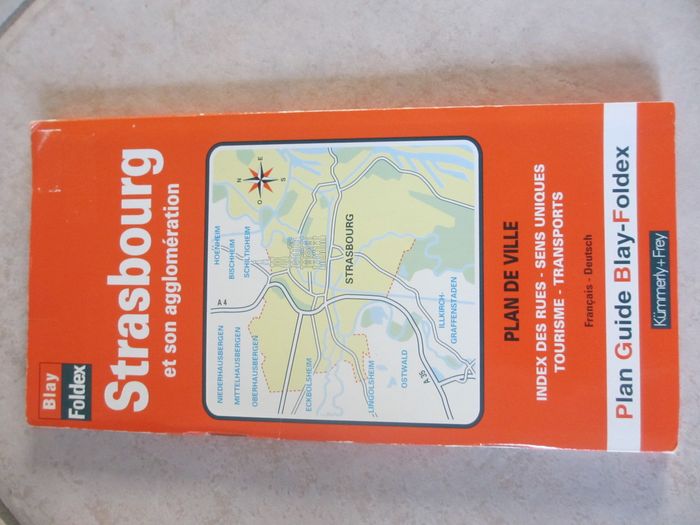 Blay
Foldex
Strasbourg
et son agglomération
N
E
O
S
HOENHEIM
BISCHHEIM
SCHILTIGHEIM
A 4
STRASBOURG
NIEDERHAUSBERGEN
MITTELHAUSBERGEN
OBERHAUSBERGEN
ECKBOLSHEIM
LINGOLSHEIM
OSTWALD
A 35
ILLKIRCH-
GRAFFENSTADEN
PLAN DE VILLE
INDEX DES RUES - SENS UNIQUES
TOURISME - TRANSPORTS
Français - Deutsch
Plan Guide Blay-Foldex
Kümmerly+Frey